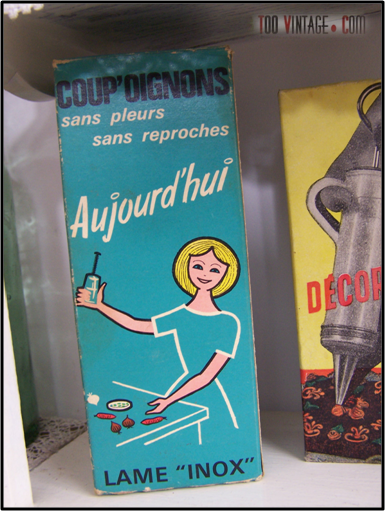 TOO VINTAGE.COM
COUP'OIGNONS
sans pleurs
sans reproches
Aujourd'hui
LAME "INOX"
DÉCOR